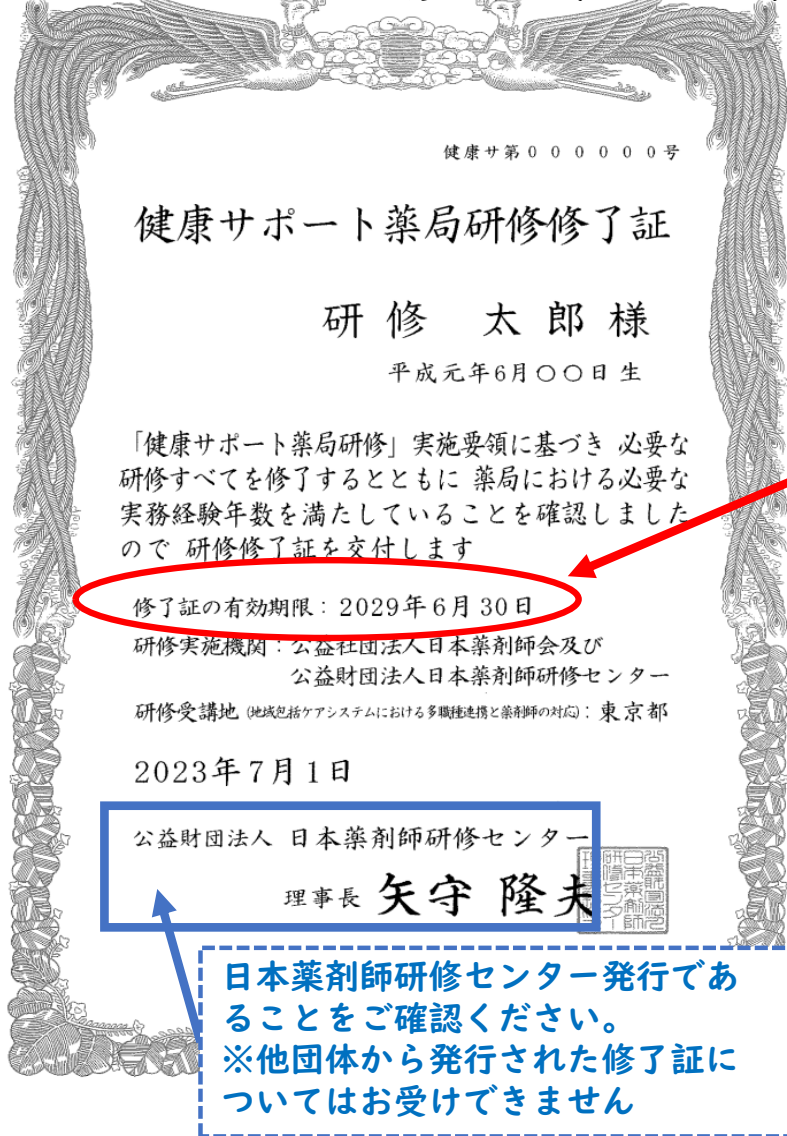 健康サ第００００００号
健康サポート薬局研修修了証
研修 太郎様
平成元年6月〇〇日生
「健康サポート薬局研修」実施要領に基づき 必要な
研修すべてを修了するとともに 薬局における必要な
実務経験年数を満たしていることを確認しました
ので 研修修了証を交付します
修了証の有効期限：2029年6月30日
研修実施機関：公益社団法人日本薬剤師会及び
公益財団法人日本薬剤師研修センター
研修受講地（地域包括ケアシステムにおける多職種連携と薬剤師の対応）：東京都
2023年7月1日
公益財団法人 日本薬剤師研修センター
理事長 矢守 隆夫
日本薬剤師研修センター発行であ
ることをご確認ください。
※他団体から発行された修了証に
ついてはお受けできません